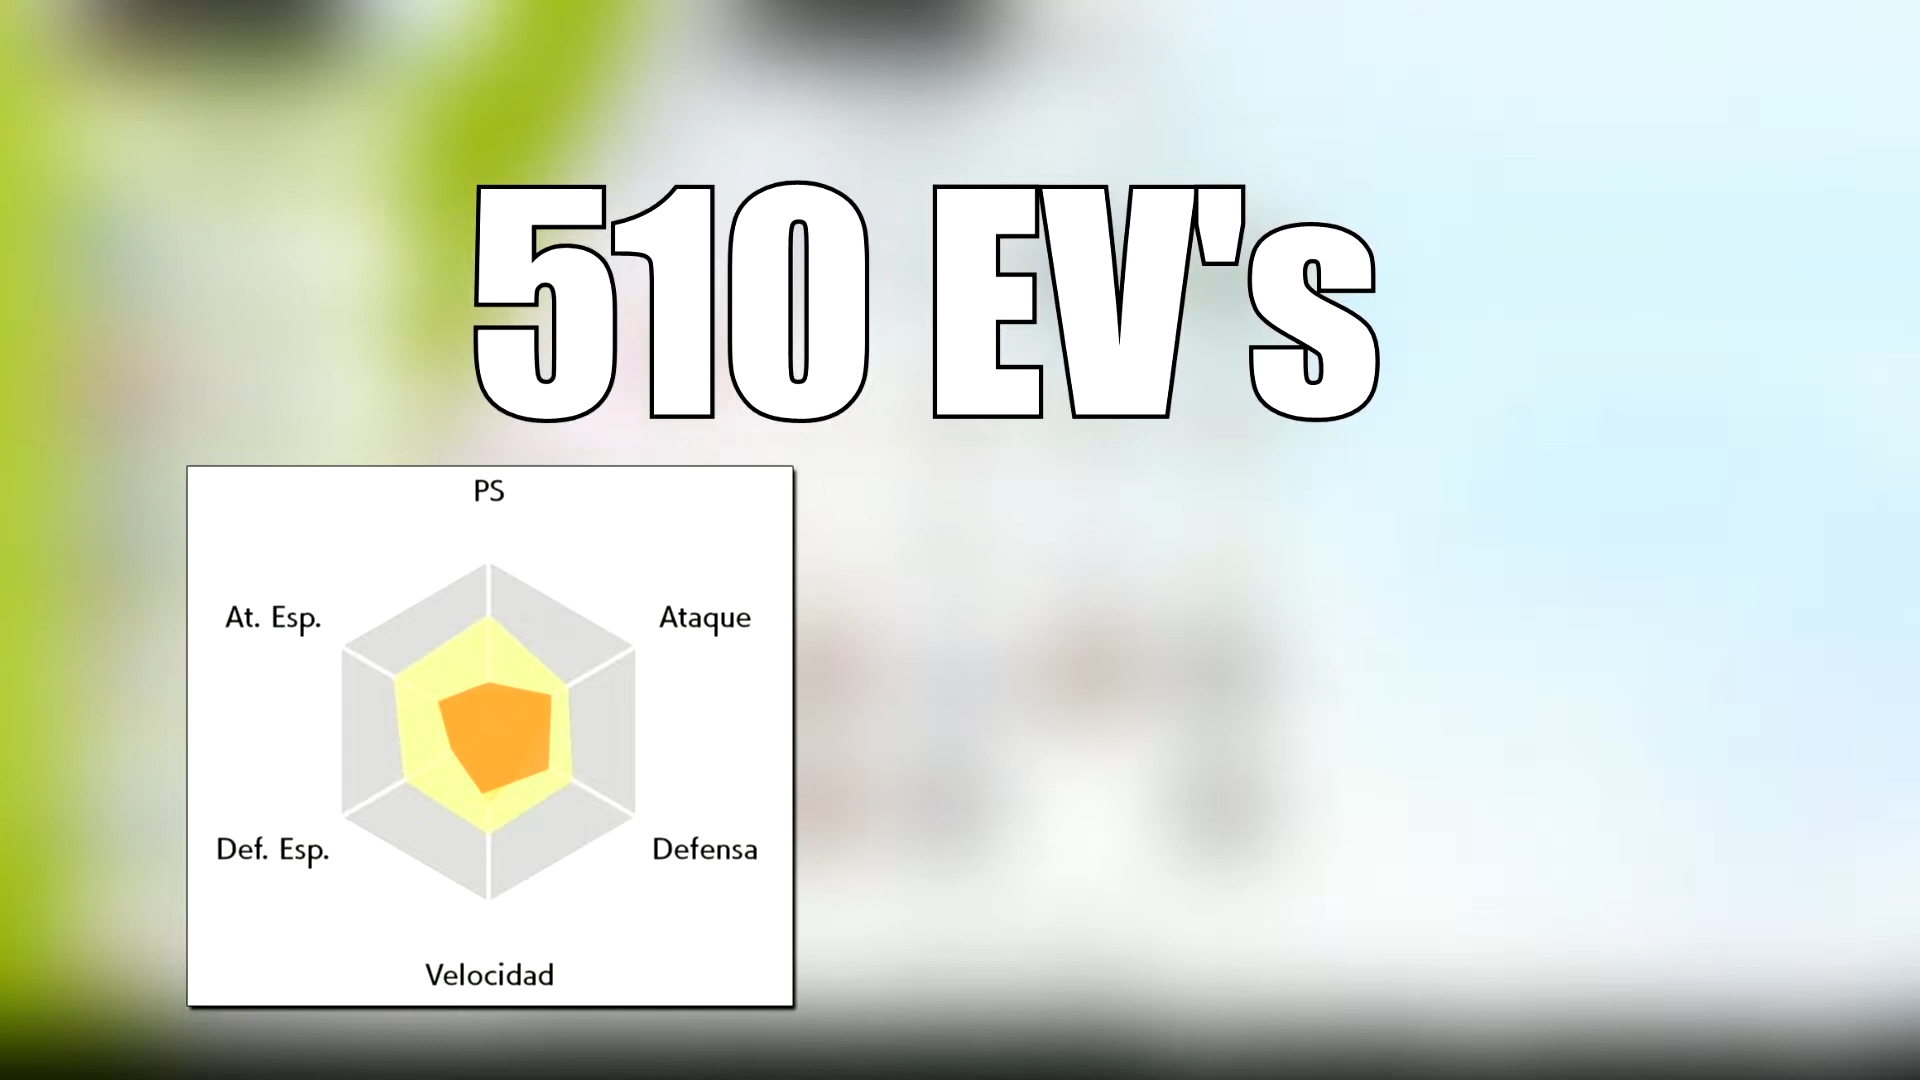 510 EV's
PS
At. Esp.
Ataque
Def. Esp.
Defensa
Velocidad